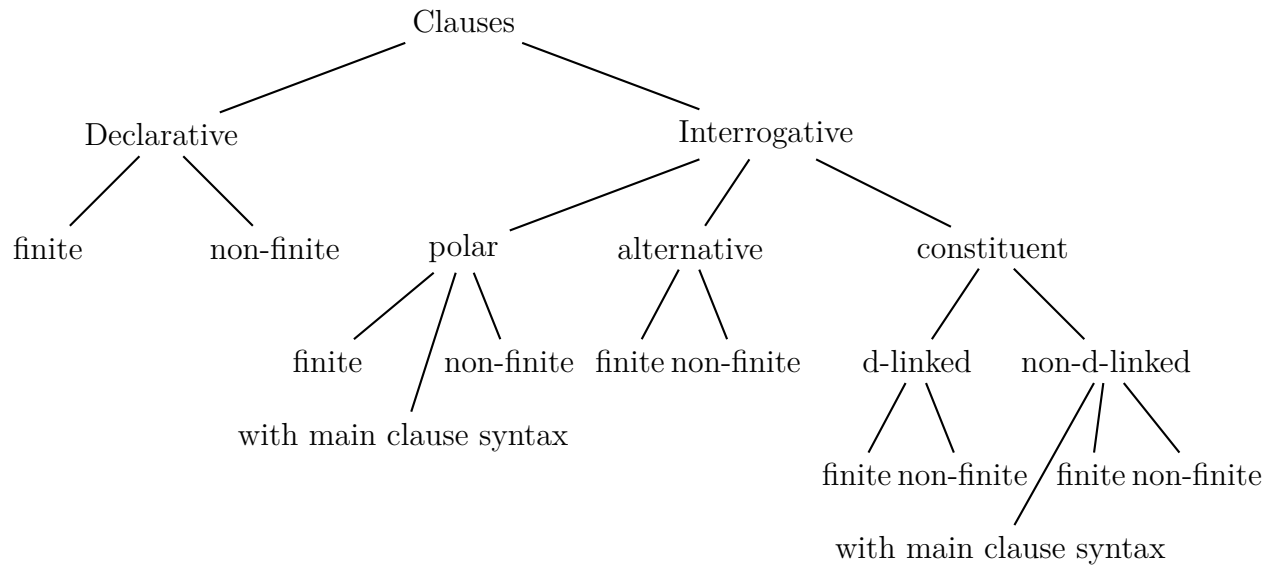 Clauses
Declarative Interrogative
finite non-finite polar alternative constituent
finite non-finite finite non-finite d-linked non-d-linked
with main clause syntax
finite non-finite finite non-finite
with main clause syntax